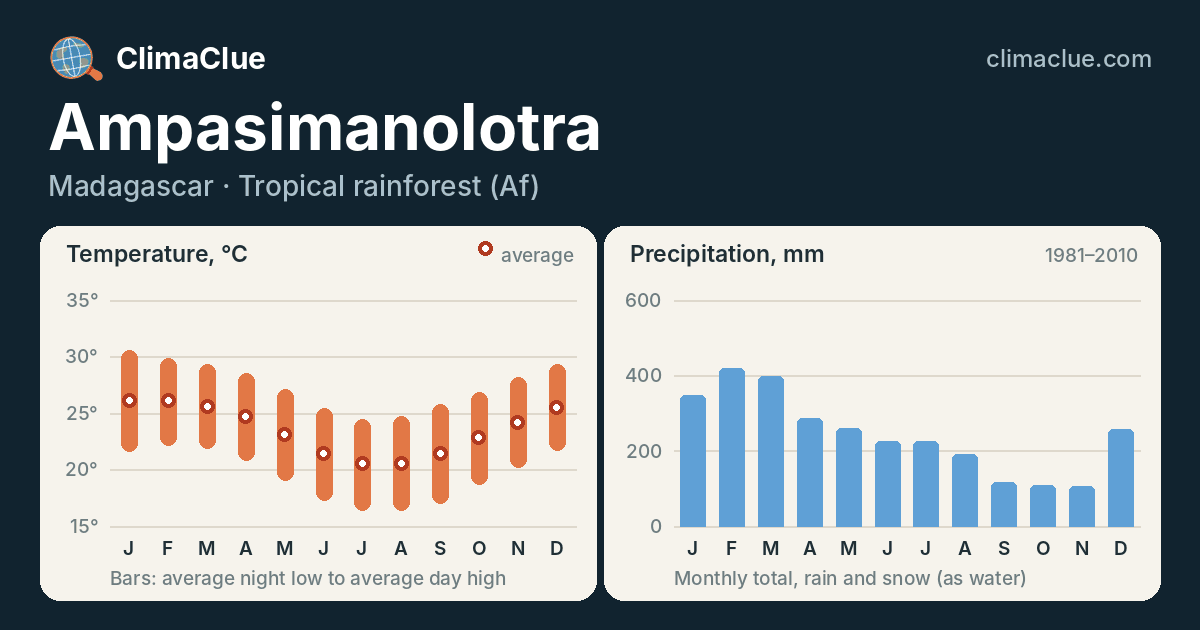 ClimaClue
climaclue.com
Ampasimanolotra
Madagascar · Tropical rainforest (Af)
Temperature, °C
average
35°
30°
25°
20°
15°
J F M A M J J A S O N D
Bars: average night low to average day high
Precipitation, mm
1981–2010
600
400
200
0
J F M A M J J A S O N D
Monthly total, rain and snow (as water)